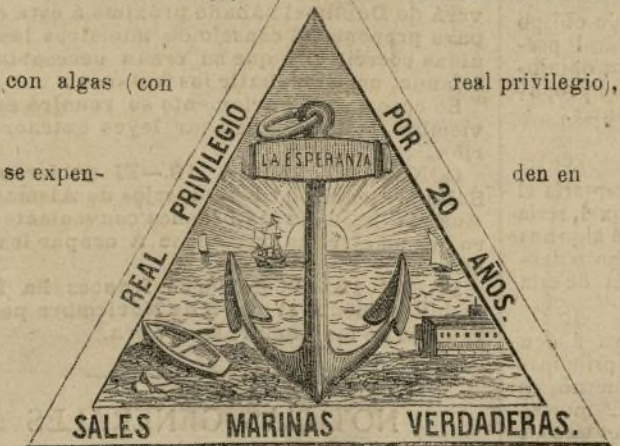 con algas (con real privilegio),
se expen- den en
REAL PRIVILEGIO POR 20 AÑOS.
LA ESPERANZA
SALES MARINAS VERDADERAS.